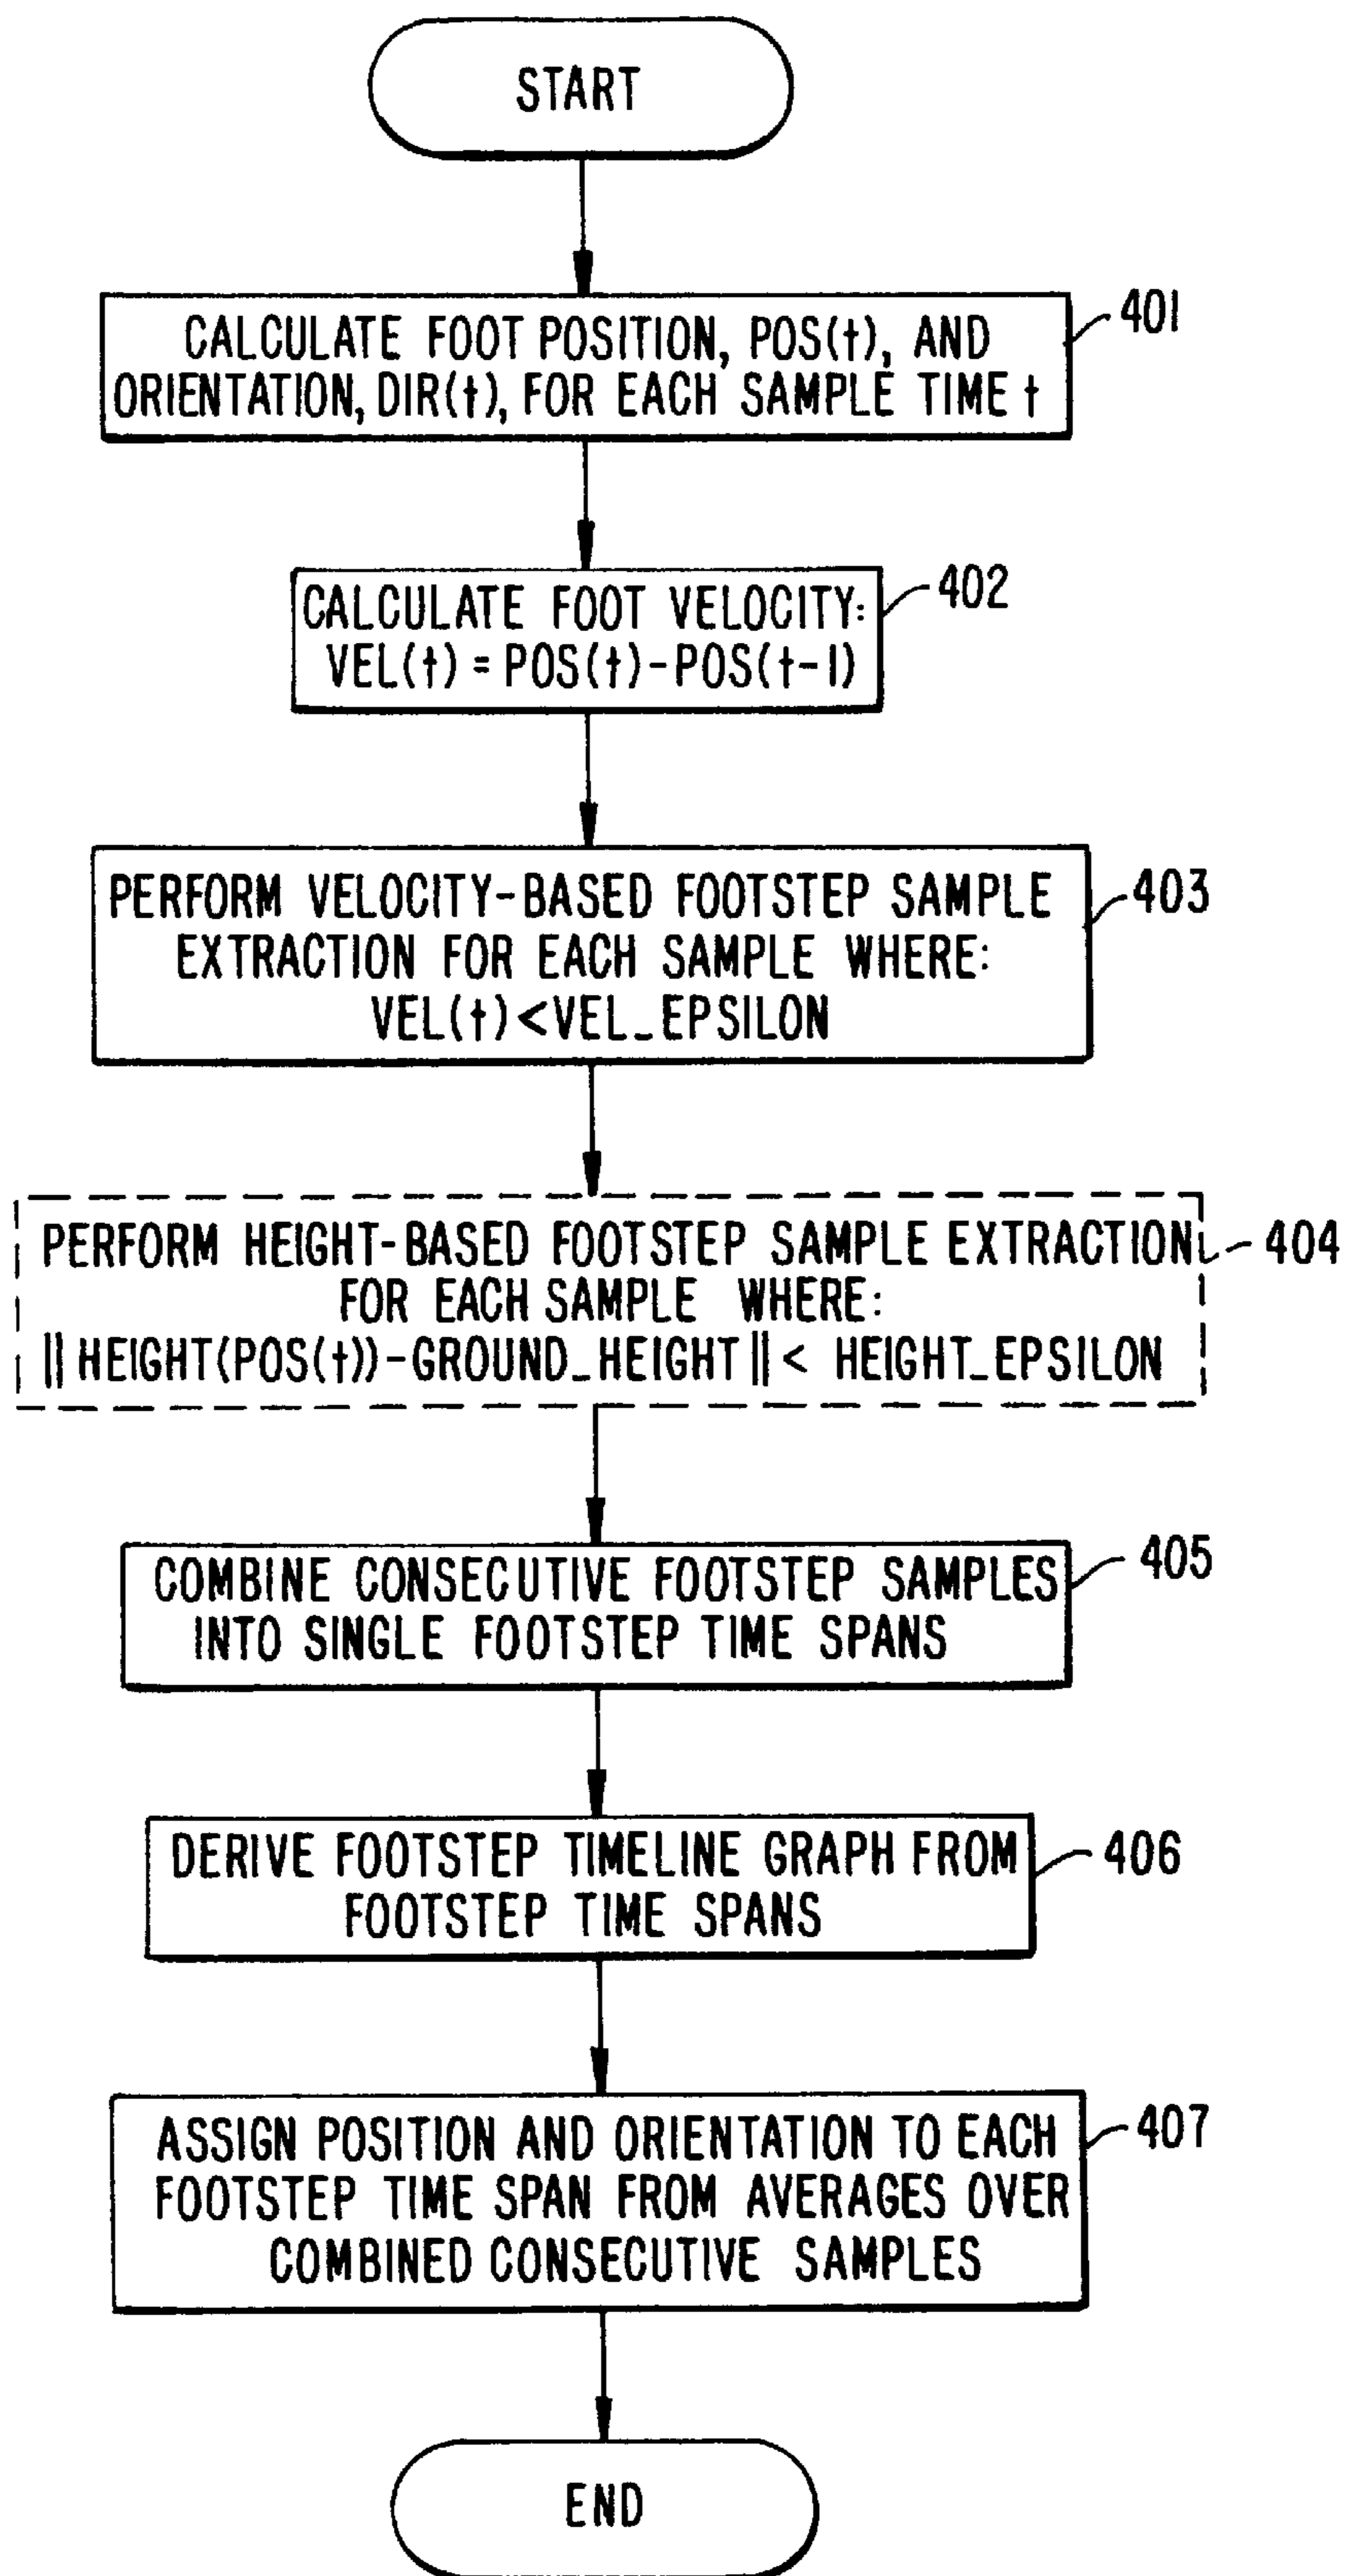 START
CALCULATE FOOT POSITION, POS(t), AND
ORIENTATION, DIR(t), FOR EACH SAMPLE TIME t
401
CALCULATE FOOT VELOCITY:
VEL(t) = POS(t)-POS(t-1)
402
PERFORM VELOCITY-BASED FOOTSTEP SAMPLE
EXTRACTION FOR EACH SAMPLE WHERE:
VEL(t)<VEL_EPSILON
403
PERFORM HEIGHT-BASED FOOTSTEP SAMPLE EXTRACTION
FOR EACH SAMPLE WHERE:
|| HEIGHT(POS(t))-GROUND_HEIGHT || < HEIGHT_EPSILON
404
COMBINE CONSECUTIVE FOOTSTEP SAMPLES
INTO SINGLE FOOTSTEP TIME SPANS
405
DERIVE FOOTSTEP TIMELINE GRAPH FROM
FOOTSTEP TIME SPANS
406
ASSIGN POSITION AND ORIENTATION TO EACH
FOOTSTEP TIME SPAN FROM AVERAGES OVER
COMBINED CONSECUTIVE SAMPLES
407
END